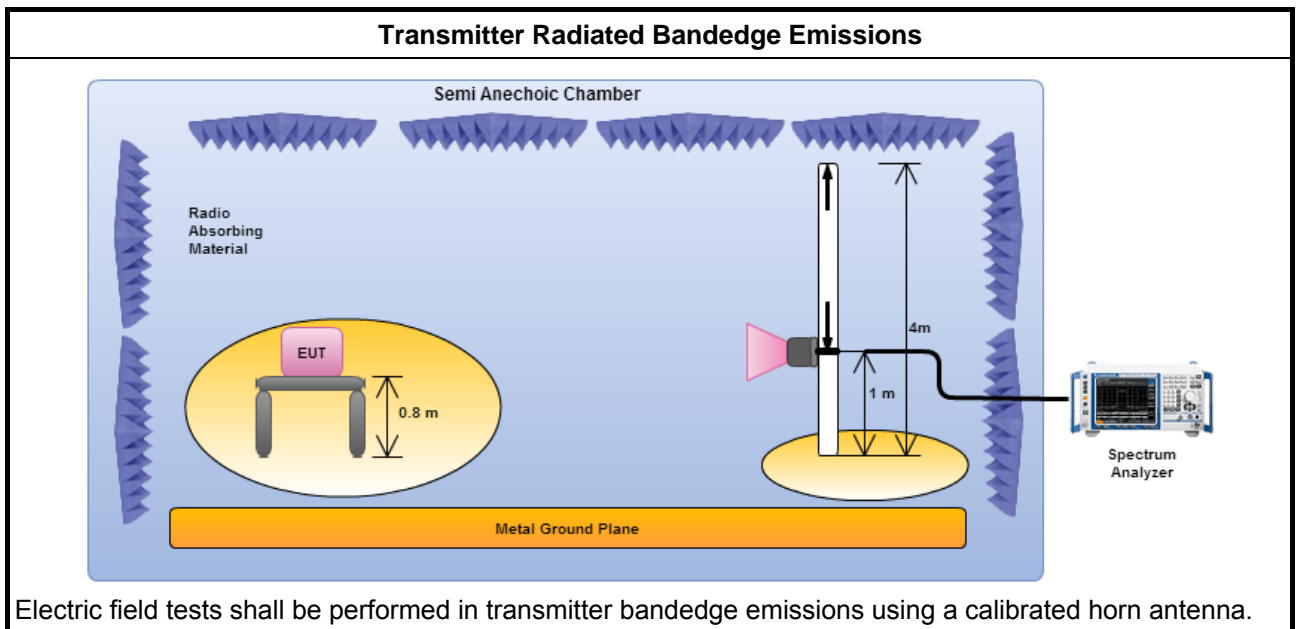 Transmitter Radiated Bandedge Emissions
Semi Anechoic Chamber
Radio
Absorbing
Material
EUT
0.8 m
4m
1 m
Spectrum
Analyzer
Metal Ground Plane
Electric field tests shall be performed in transmitter bandedge emissions using a calibrated horn antenna.